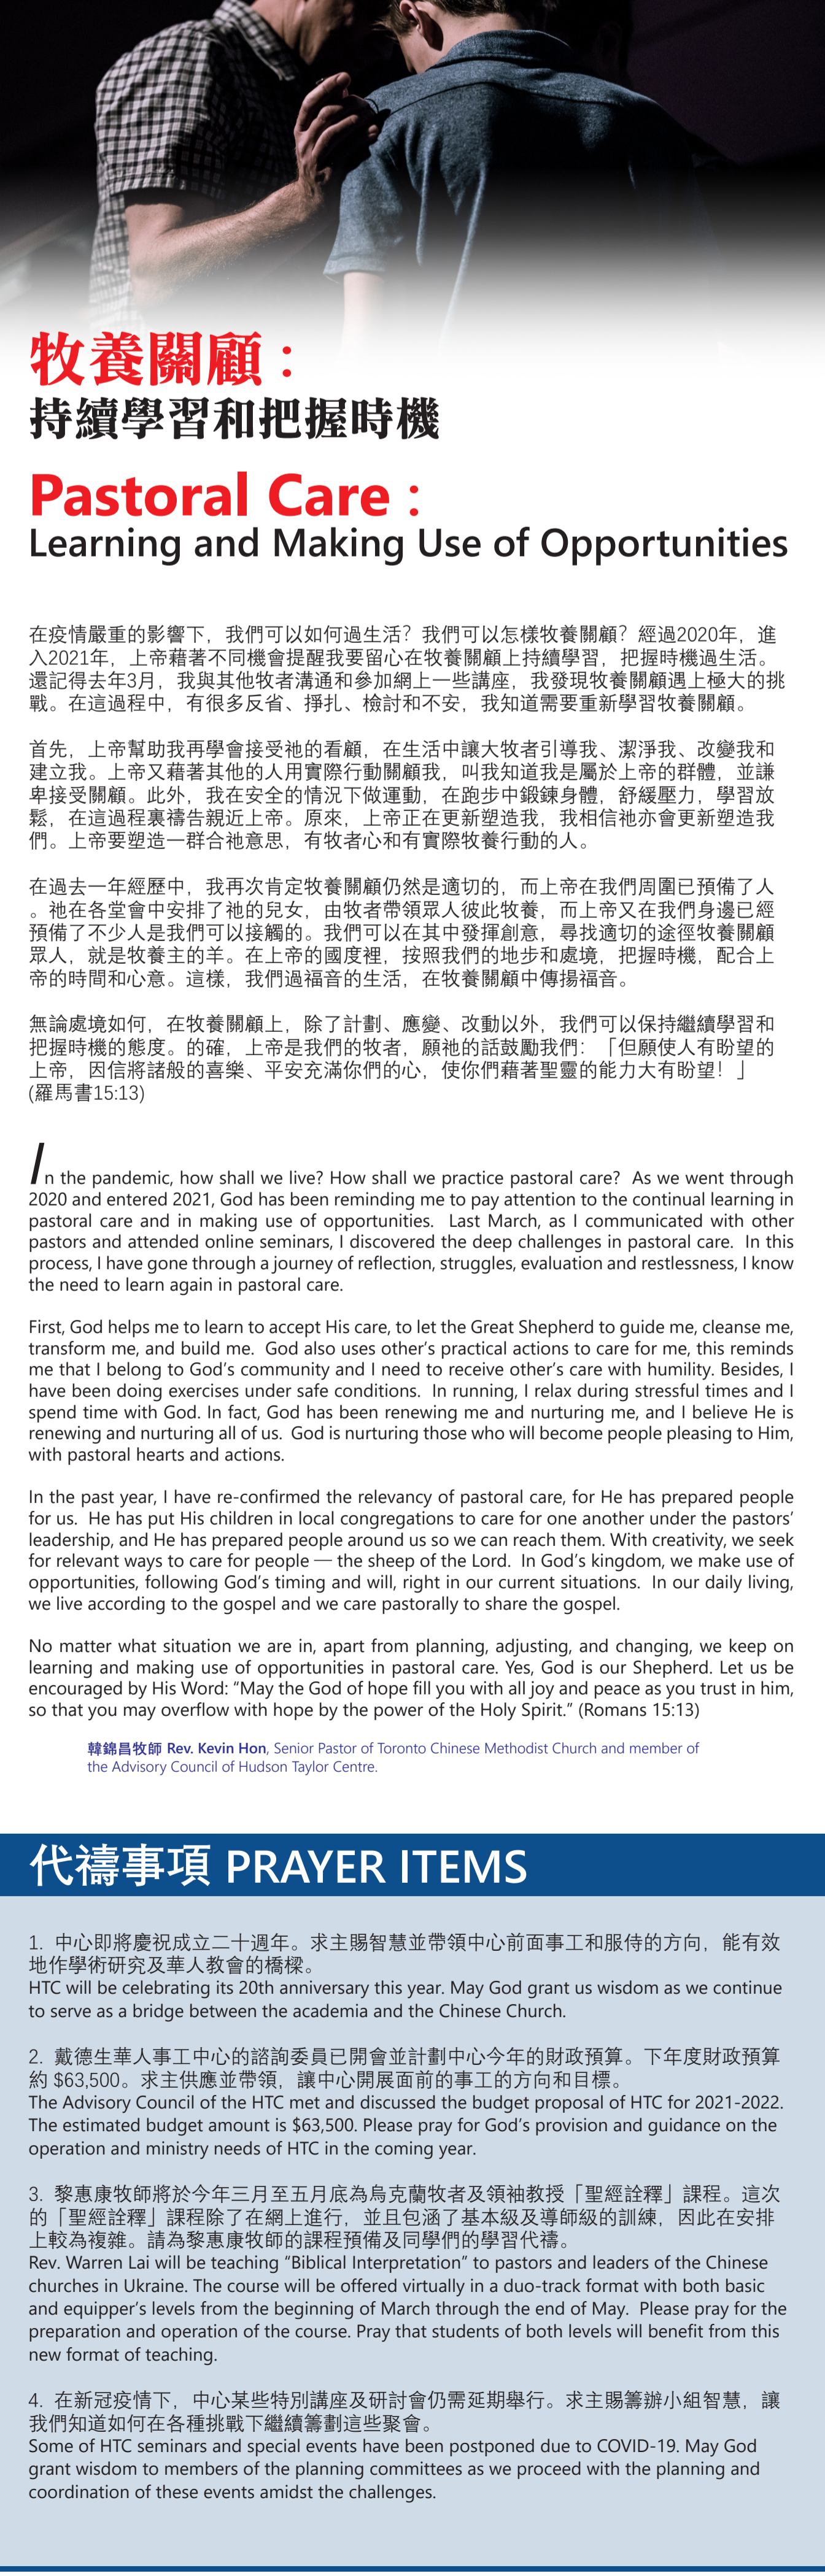 牧養關顧：
持續學習和把握時機
Pastoral Care :
Learning and Making Use of Opportunities
在疫情嚴重的影響下，我們可以如何過生活？我們可以怎樣牧養關顧？經過2020年，進
入2021年，上帝藉著不同機會提醒我要留心在牧養關顧上持續學習，把握時機過生活。
還記得去年3月，我與其他牧者溝通和參加網上一些講座，我發現牧養關顧遇上極大的挑
戰。在這過程中，有很多反省、掙扎、檢討和不安，我知道需要重新學習牧養關顧。
首先，上帝幫助我再學會接受祂的看顧，在生活中讓大牧者引導我、潔淨我、改變我和
建立我。上帝又藉著其他的人用實際行動關顧我，叫我知道我是屬於上帝的群體，並謙
卑接受關顧。此外，我在安全的情況下做運動，在跑步中鍛鍊身體，舒緩壓力，學習放
鬆，在這過程裏禱告親近上帝。原來，上帝正在更新塑造我，我相信祂亦會更新塑造我
們。上帝要塑造一群合祂意思，有牧者心和有實際牧養行動的人。
在過去一年經歷中，我再次肯定牧養關顧仍然是適切的，而上帝在我們周圍已預備了人
。祂在各堂會中安排了祂的兒女，由牧者帶領眾人彼此牧養，而上帝又在我們身邊已經
預備了不少人是我們可以接觸的。我們可以在其中發揮創意，尋找適切的途徑牧養關顧
眾人，就是牧養主的羊。在上帝的國度裡，按照我們的地步和處境，把握時機，配合上
帝的時間和心意。這樣，我們過福音的生活，在牧養關顧中傳揚福音。
無論處境如何，在牧養關顧上，除了計劃、應變、改動以外，我們可以保持繼續學習和
把握時機的態度。的確，上帝是我們的牧者，願祂的話鼓勵我們：「但願使人有盼望的
上帝，因信將諸般的喜樂、平安充滿你們的心，使你們藉著聖靈的能力大有盼望！」
(羅馬書15:13)
In the pandemic, how shall we live? How shall we practice pastoral care? As we went through
2020 and entered 2021, God has been reminding me to pay attention to the continual learning in
pastoral care and in making use of opportunities. Last March, as I communicated with other
pastors and attended online seminars, I discovered the deep challenges in pastoral care. In this
process, I have gone through a journey of reflection, struggles, evaluation and restlessness, I know
the need to learn again in pastoral care.
First, God helps me to learn to accept His care, to let the Great Shepherd to guide me, cleanse me,
transform me, and build me. God also uses other’s practical actions to care for me, this reminds
me that I belong to God’s community and I need to receive other’s care with humility. Besides, I
have been doing exercises under safe conditions. In running, I relax during stressful times and I
spend time with God. In fact, God has been renewing me and nurturing me, and I believe He is
renewing and nurturing all of us. God is nurturing those who will become people pleasing to Him,
with pastoral hearts and actions.
In the past year, I have re-confirmed the relevancy of pastoral care, for He has prepared people
for us. He has put His children in local congregations to care for one another under the pastors’
leadership, and He has prepared people around us so we can reach them. With creativity, we seek
for relevant ways to care for people — the sheep of the Lord. In God’s kingdom, we make use of
opportunities, following God’s timing and will, right in our current situations. In our daily living,
we live according to the gospel and we care pastorally to share the gospel.
No matter what situation we are in, apart from planning, adjusting, and changing, we keep on
learning and making use of opportunities in pastoral care. Yes, God is our Shepherd. Let us be
encouraged by His Word: “May the God of hope fill you with all joy and peace as you trust in him,
so that you may overflow with hope by the power of the Holy Spirit.” (Romans 15:13)
韓錦昌牧師 Rev. Kevin Hon, Senior Pastor of Toronto Chinese Methodist Church and member of
the Advisory Council of Hudson Taylor Centre.
代禱事項 PRAYER ITEMS
1. 中心即將慶祝成立二十週年。求主賜智慧並帶領中心前面事工和服侍的方向，能有效
地作學術研究及華人教會的橋樑。
HTC will be celebrating its 20th anniversary this year. May God grant us wisdom as we continue
to serve as a bridge between the academia and the Chinese Church.
2. 戴德生華人事工中心的諮詢委員已開會並計劃中心今年的財政預算。下年度財政預算
約 $63,500。求主供應並帶領，讓中心開展面前的事工的方向和目標。
The Advisory Council of the HTC met and discussed the budget proposal of HTC for 2021-2022.
The estimated budget amount is $63,500. Please pray for God’s provision and guidance on the
operation and ministry needs of HTC in the coming year.
3. 黎惠康牧師將於今年三月至五月底為烏克蘭牧者及領袖教授「聖經詮釋」課程。這次
的「聖經詮釋」課程除了在網上進行，並且包涵了基本級及導師級的訓練，因此在安排
上較為複雜。請為黎惠康牧師的課程預備及同學們的學習代禱。
Rev. Warren Lai will be teaching “Biblical Interpretation” to pastors and leaders of the Chinese
churches in Ukraine. The course will be offered virtually in a duo-track format with both basic
and equipper’s levels from the beginning of March through the end of May. Please pray for the
preparation and operation of the course. Pray that students of both levels will benefit from this
new format of teaching.
4. 在新冠疫情下，中心某些特別講座及研討會仍需延期舉行。求主賜籌辦小組智慧，讓
我們知道如何在各種挑戰下繼續籌劃這些聚會。
Some of HTC seminars and special events have been postponed due to COVID-19. May God
grant wisdom to members of the planning committees as we proceed with the planning and
coordination of these events amidst the challenges.